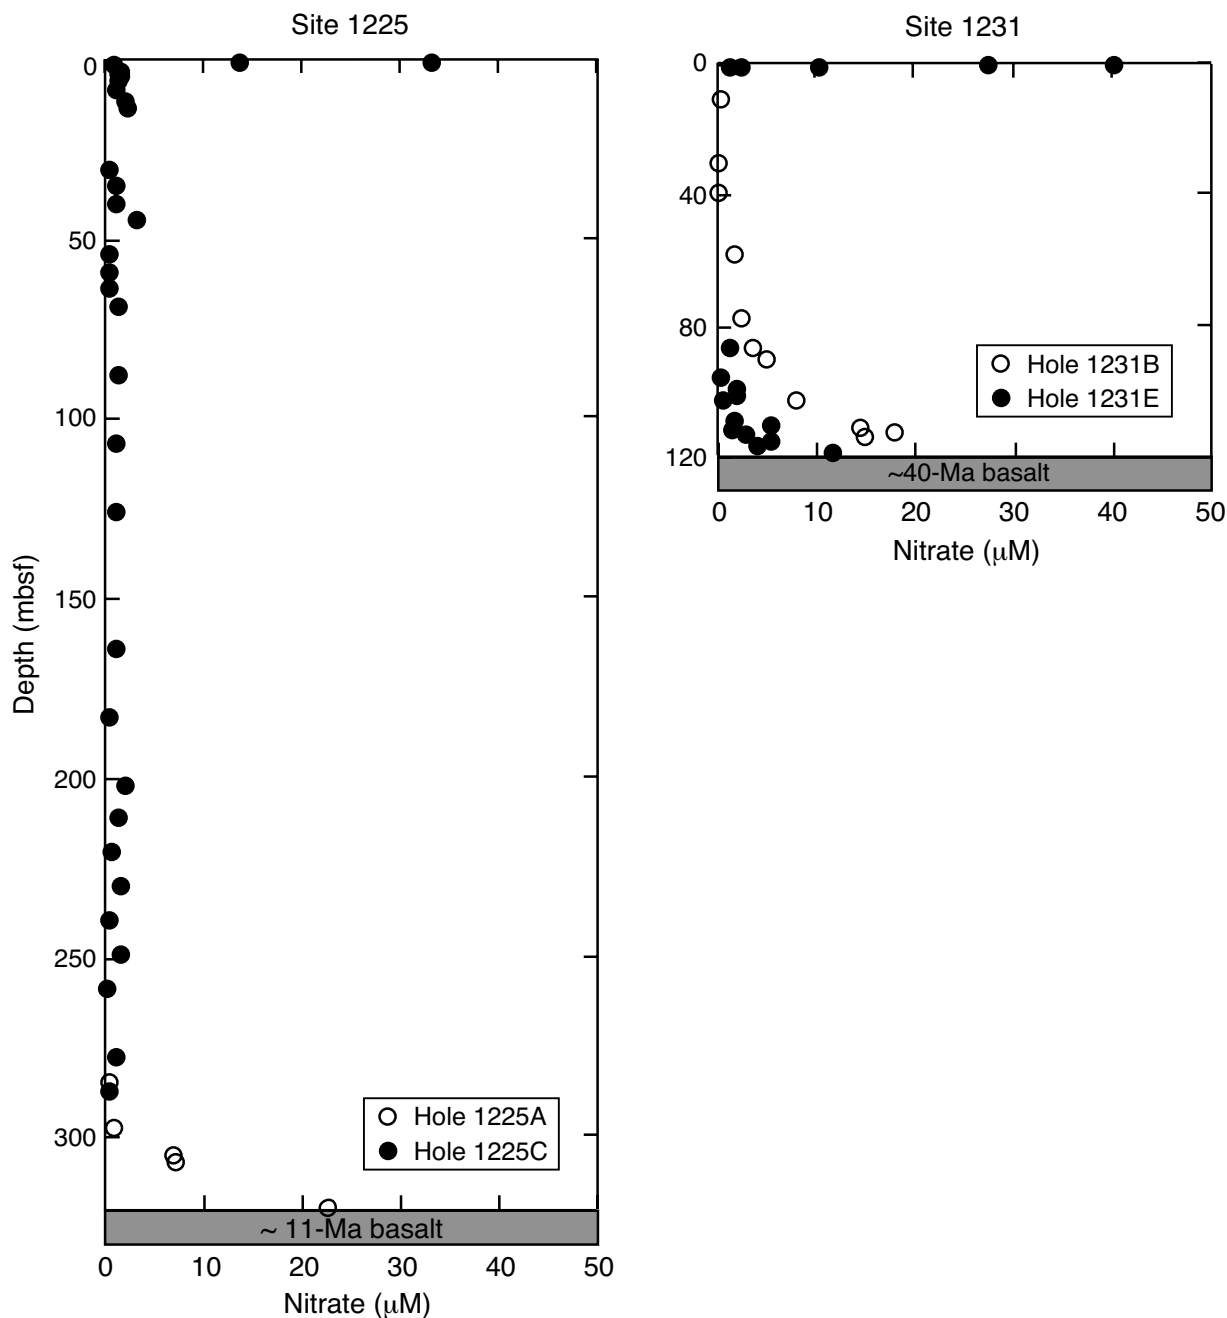 Site 1225
0
50
100
150
200
250
300
Depth (mbsf)
Hole 1225A
Hole 1225C
~ 11-Ma basalt
0 10 20 30 40 50
Nitrate (μM)
Site 1231
0
40
80
120
Hole 1231B
Hole 1231E
~40-Ma basalt
0 10 20 30 40 50
Nitrate (μM)